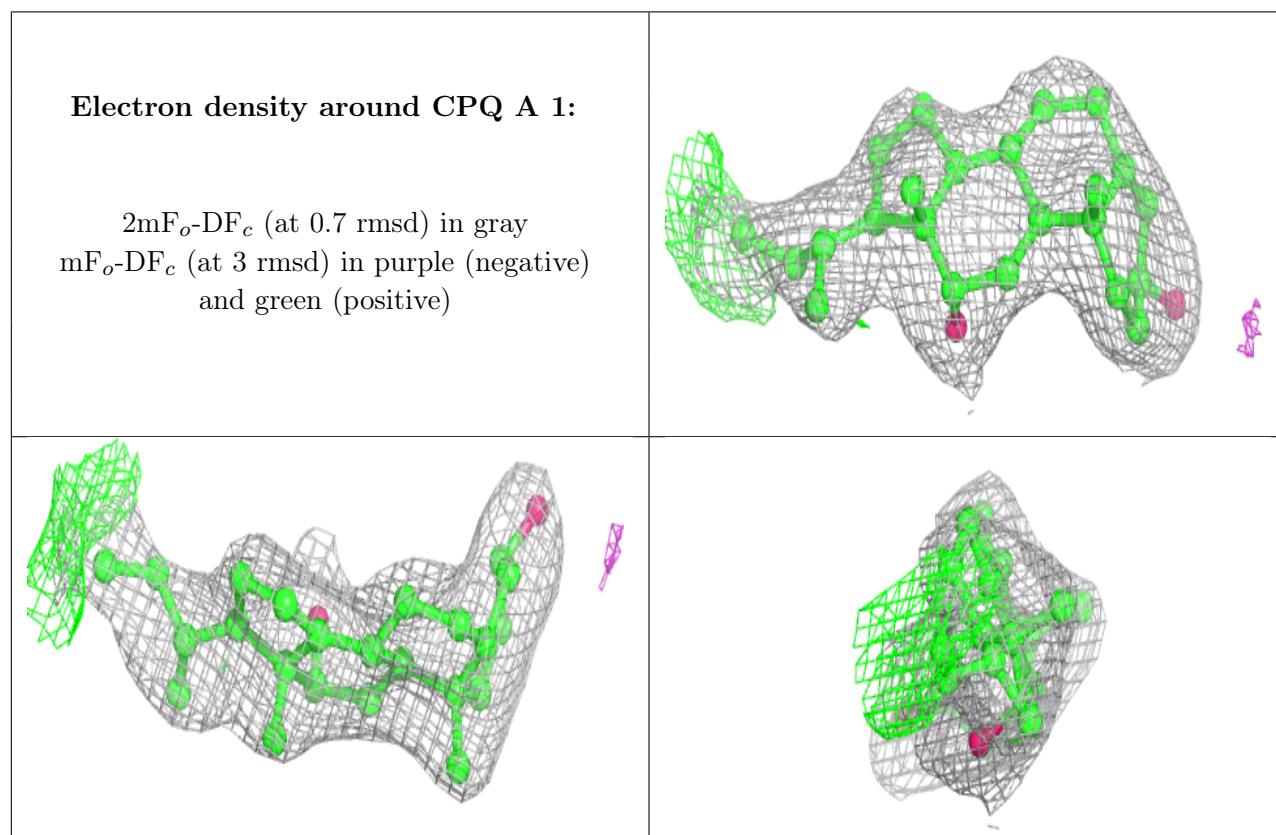 Electron density around CPQ A 1:
2mFo-DFc (at 0.7 rmsd) in gray
mFo-DFc (at 3 rmsd) in purple (negative)
and green (positive)